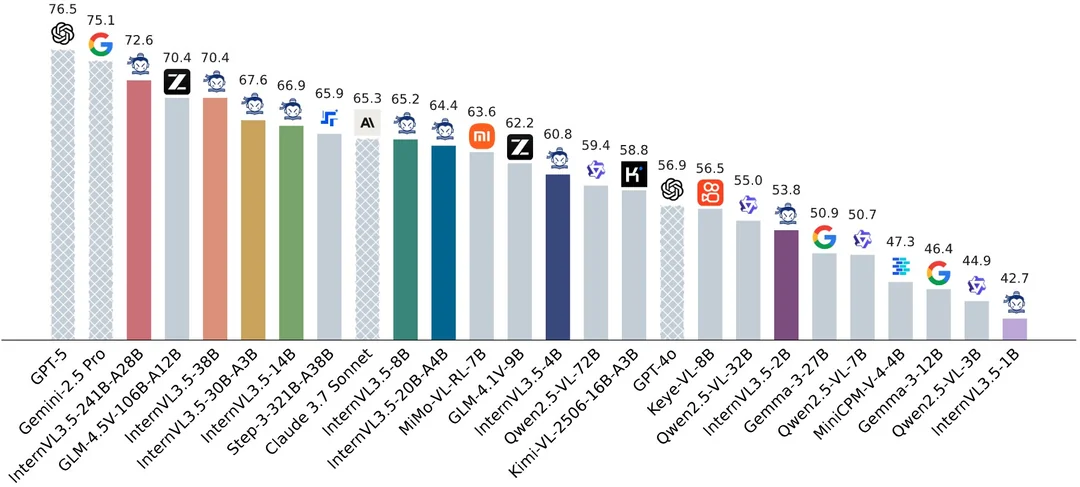 76.5
75.1
72.6
70.4
70.4
67.6
66.9
65.9
65.3
65.2
64.4
63.6
62.2
60.8
59.4
58.8
56.9
56.5
55.0
53.8
50.9
50.7
47.3
46.4
44.9
42.7
GPT-5
Gemini-2.5 Pro
InternVL3.5-241B-A28B
GLM-4.5V-106B-A12B
InternVL3.5-38B
InternVL3.5-30B-A3B
InternVL3.5-14B
Step-3-321B-A38B
Claude 3.7 Sonnet
InternVL3.5-8B
InternVL3.5-20B-A4B
MiMo-VL-RL-7B
GLM-4.1V-9B
InternVL3.5-4B
Qwen2.5-VL-72B
Kimi-VL-2506-16B-A3B
GPT-4o
Keye-VL-8B
Qwen2.5-VL-32B
InternVL3.5-2B
Gemma-3-27B
Qwen2.5-VL-7B
MiniCPM-V-4-4B
Gemma-3-12B
Qwen2.5-VL-3B
InternVL3.5-1B